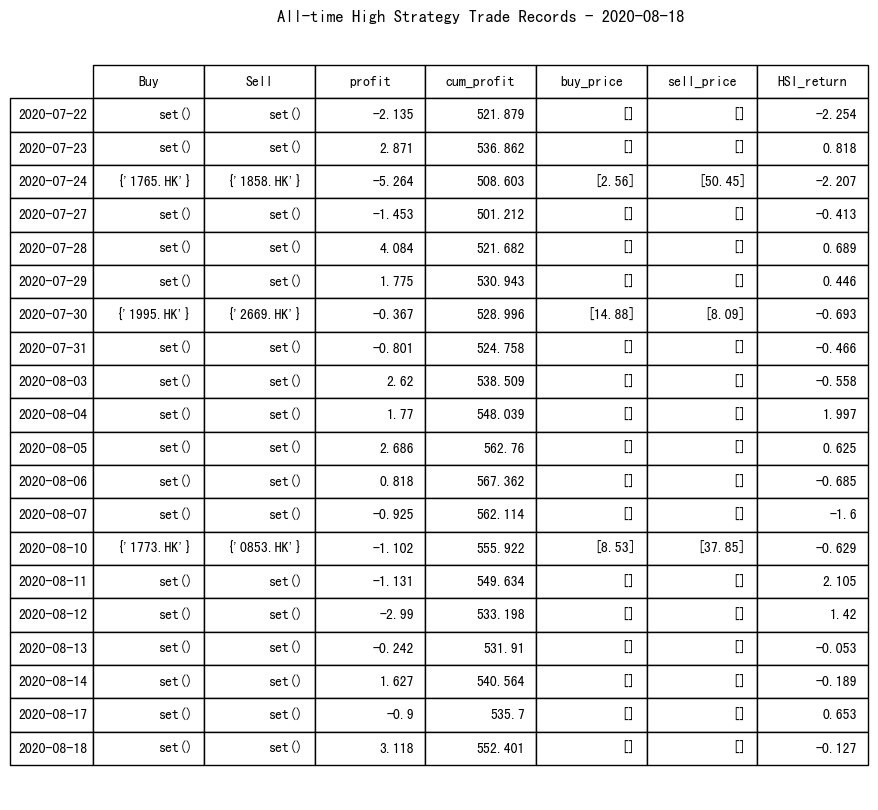 All-time High Strategy Trade Records - 2020-08-18
Buy Sell profit cum_profit buy_price sell_price HSI_return
2020-07-22 set() set() -2.135 521.879 [] [] -2.254
2020-07-23 set() set() 2.871 536.862 [] [] 0.818
2020-07-24 {'1765.HK'} {'1858.HK'} -5.264 508.603 [2.56] [50.45] -2.207
2020-07-27 set() set() -1.453 501.212 [] [] -0.413
2020-07-28 set() set() 4.084 521.682 [] [] 0.689
2020-07-29 set() set() 1.775 530.943 [] [] 0.446
2020-07-30 {'1995.HK'} {'2669.HK'} -0.367 528.996 [14.88] [8.09] -0.693
2020-07-31 set() set() -0.801 524.758 [] [] -0.466
2020-08-03 set() set() 2.62 538.509 [] [] -0.558
2020-08-04 set() set() 1.77 548.039 [] [] 1.997
2020-08-05 set() set() 2.686 562.76 [] [] 0.625
2020-08-06 set() set() 0.818 567.362 [] [] -0.685
2020-08-07 set() set() -0.925 562.114 [] [] -1.6
2020-08-10 {'1773.HK'} {'0853.HK'} -1.102 555.922 [8.53] [37.85] -0.629
2020-08-11 set() set() -1.131 549.634 [] [] 2.105
2020-08-12 set() set() -2.99 533.198 [] [] 1.42
2020-08-13 set() set() -0.242 531.91 [] [] -0.053
2020-08-14 set() set() 1.627 540.564 [] [] -0.189
2020-08-17 set() set() -0.9 535.7 [] [] 0.653
2020-08-18 set() set() 3.118 552.401 [] [] -0.127